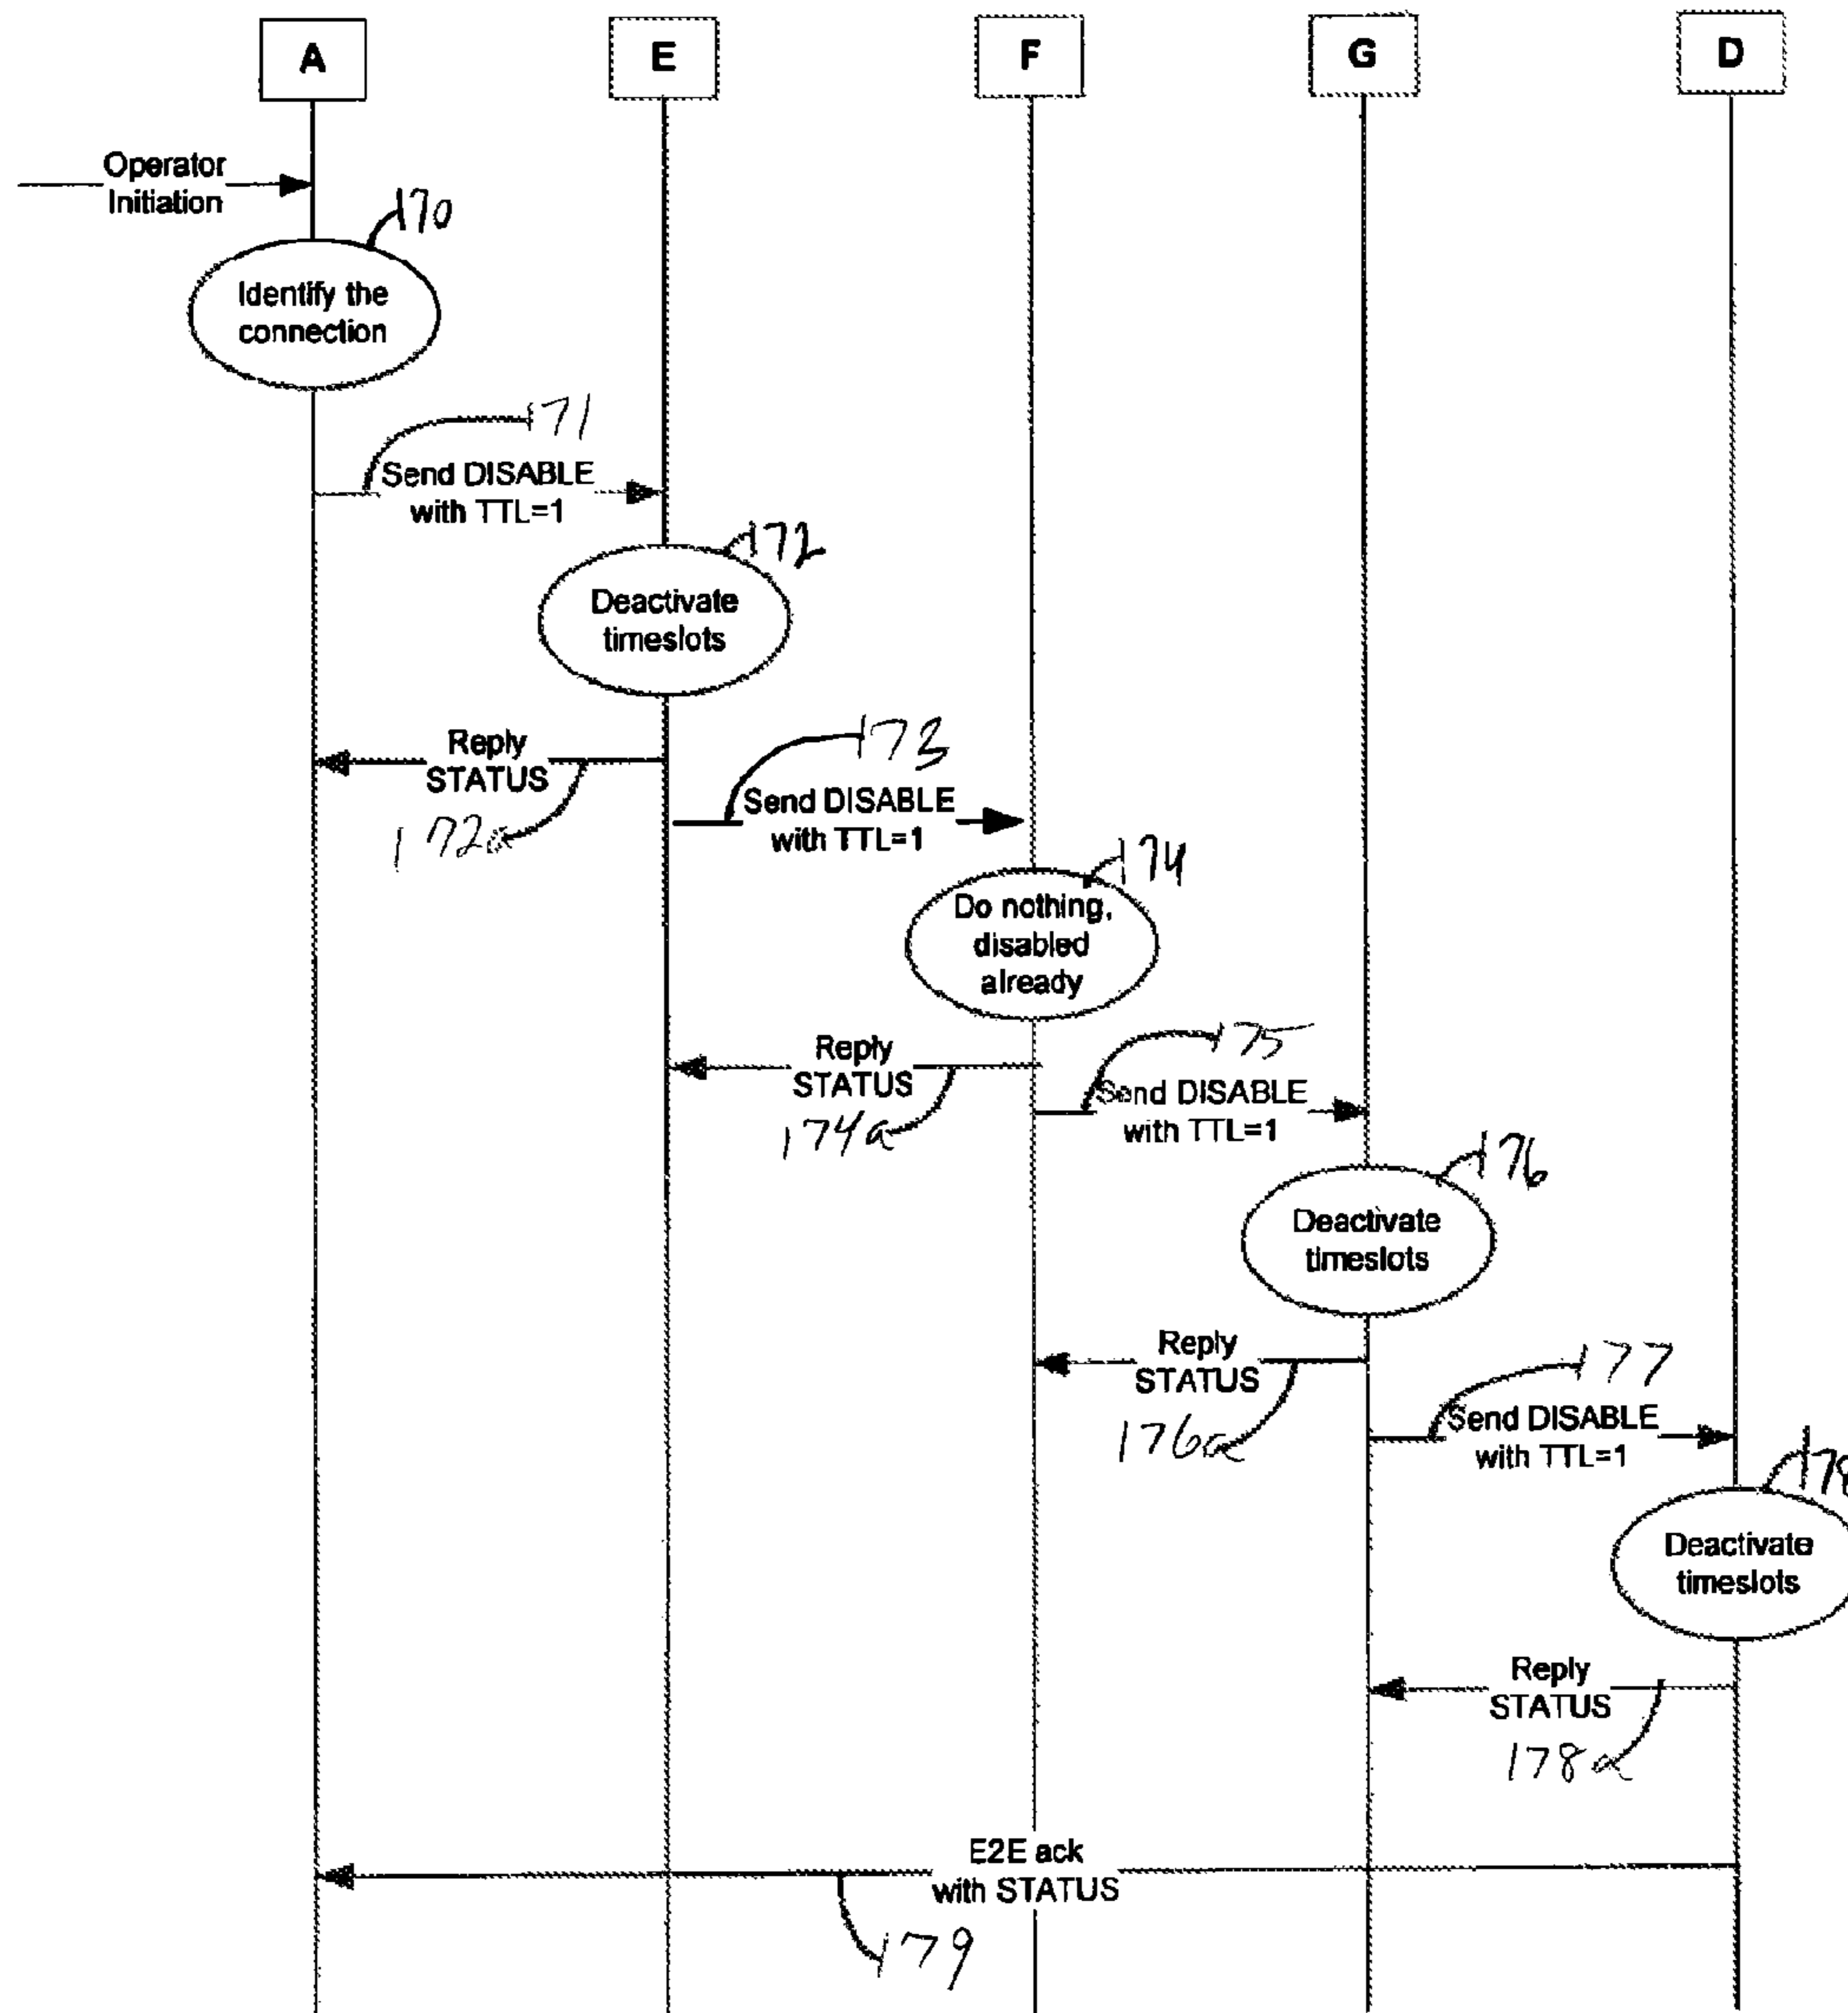 A
E
F
G
D
Operator
Initiation
170
Identify the
connection
171
Send DISABLE
with TTL=1
172
Deactivate
timeslots
Reply
STATUS
172a
173
Send DISABLE
with TTL=1
174
Do nothing,
disabled
already
Reply
STATUS
174a
175
Send DISABLE
with TTL=1
176
Deactivate
timeslots
Reply
STATUS
176a
177
Send DISABLE
with TTL=1
178
Deactivate
timeslots
Reply
STATUS
178a
E2E ack
with STATUS
179